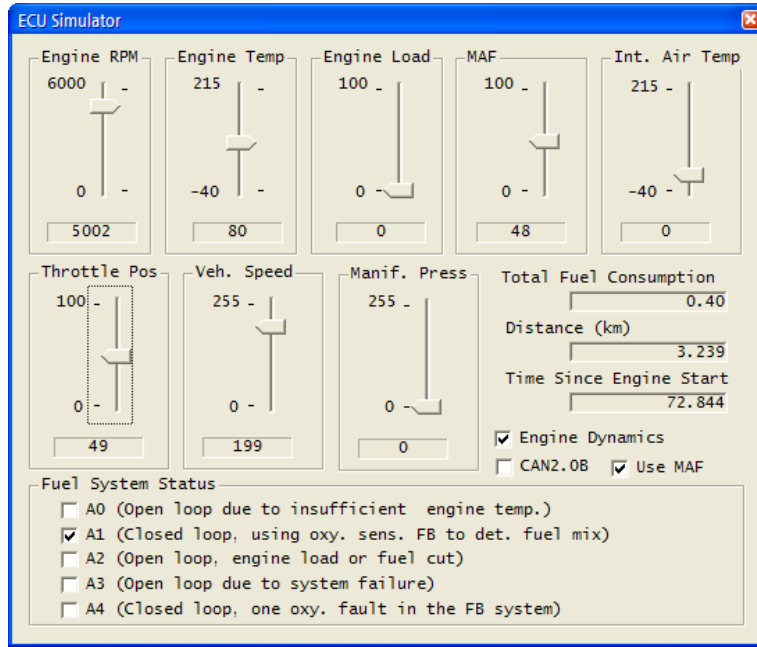 ECU Simulator
Engine RPM
6000
0
5002
Engine Temp
215
-40
80
Engine Load
100
0
0
MAF
100
0
48
Int. Air Temp
215
-40
0
Throttle Pos
100
0
49
Veh. Speed
255
0
199
Manif. Press
255
0
0
Total Fuel Consumption
0.40
Distance (km)
3.239
Time Since Engine Start
72.844
Engine Dynamics
CAN2.0B Use MAF
Fuel System Status
A0 (Open loop due to insufficient engine temp.)
A1 (Closed loop, using oxy. sens. FB to det. fuel mix)
A2 (Open loop, engine load or fuel cut)
A3 (Open loop due to system failure)
A4 (Closed loop, one oxy. fault in the FB system)